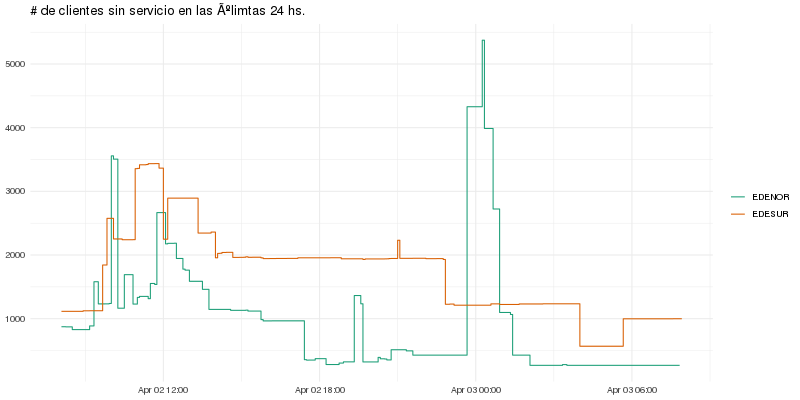 # de clientes sin servicio en las Ãºlimtas 24 hs.
5000
4000
3000
2000
1000
Apr 02 12:00
Apr 02 18:00
Apr 03 00:00
Apr 03 06:00
EDENOR
EDESUR